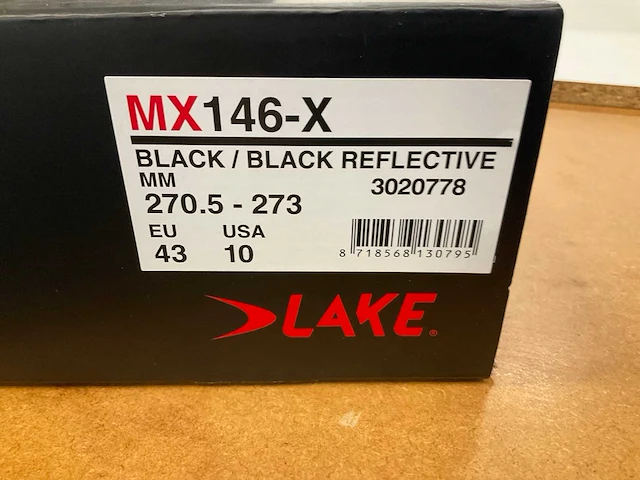 MX146-X
BLACK / BLACK REFLECTIVE
MM 3020778
270.5 - 273
EU USA
43 10
8 718568 130795
LAKE®